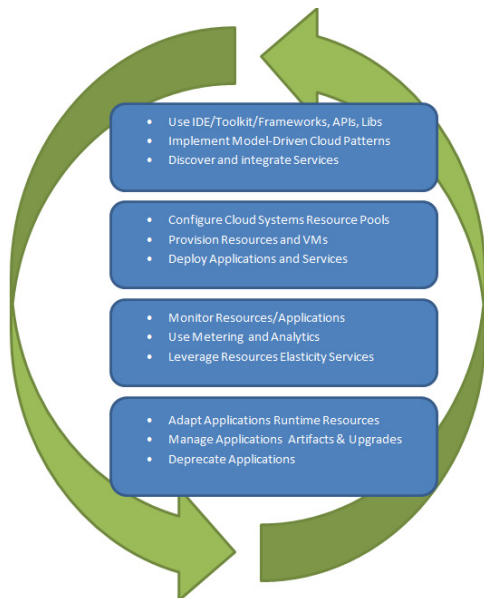 • Use IDE/Toolkit/Frameworks, APIs, Libs
• Implement Model-Driven Cloud Patterns
• Discover and integrate Services
• Configure Cloud Systems Resource Pools
• Provision Resources and VMs
• Deploy Applications and Services
• Monitor Resources/Applications
• Use Metering and Analytics
• Leverage Resources Elasticity Services
• Adapt Applications Runtime Resources
• Manage Applications Artifacts & Upgrades
• Deprecate Applications